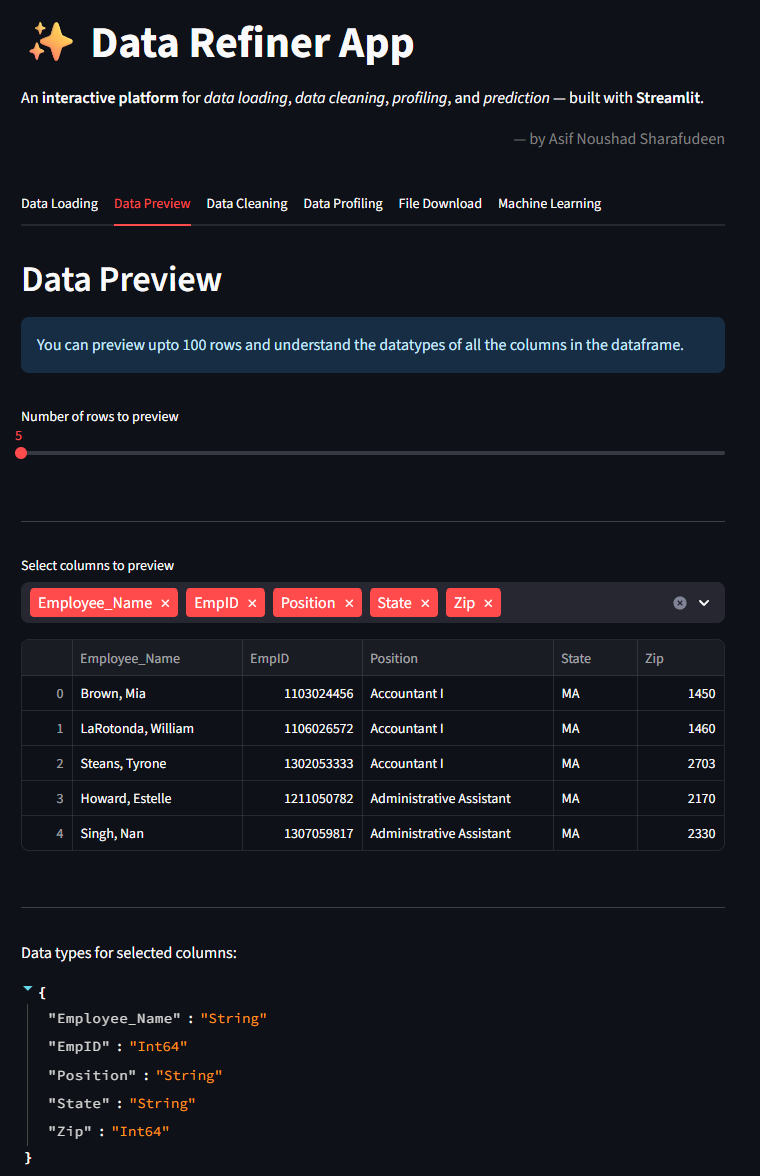 ✨ Data Refiner App
An interactive platform for data loading, data cleaning, profiling, and prediction — built with Streamlit.
— by Asif Noushad Sharafudeen
Data Loading Data Preview Data Cleaning Data Profiling File Download Machine Learning
Data Preview
You can preview upto 100 rows and understand the datatypes of all the columns in the dataframe.
Number of rows to preview
5
Select columns to preview
Employee_Name × EmpID × Position × State × Zip ×
Employee_Name EmpID Position State Zip
0 Brown, Mia 1103024456 Accountant I MA 1450
1 LaRotonda, William 1106026572 Accountant I MA 1460
2 Steans, Tyrone 1302053333 Accountant I MA 2703
3 Howard, Estelle 1211050782 Administrative Assistant MA 2170
4 Singh, Nan 1307059817 Administrative Assistant MA 2330
Data types for selected columns:
{
"Employee_Name" : "String"
"EmpID" : "Int64"
"Position" : "String"
"State" : "String"
"Zip" : "Int64"
}